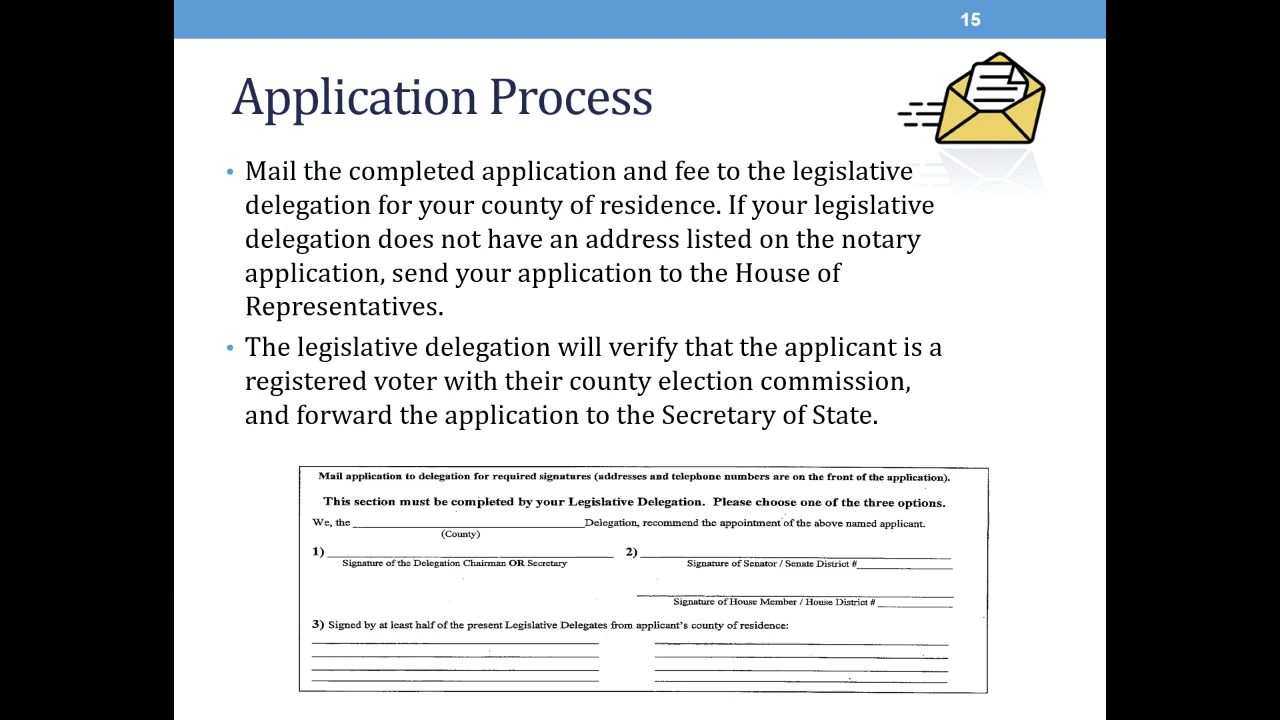 15
Application Process
• Mail the completed application and fee to the legislative
delegation for your county of residence. If your legislative
delegation does not have an address listed on the notary
application, send your application to the House of
Representatives.
• The legislative delegation will verify that the applicant is a
registered voter with their county election commission,
and forward the application to the Secretary of State.
Mail application to delegation for required signatures (addresses and telephone numbers are on the front of the application).
This section must be completed by your Legislative Delegation. Please choose one of the three options.
We, the ______________________________Delegation, recommend the appointment of the above named applicant.
(County)
1)______________________________ 2)______________________________
Signature of the Delegation Chairman OR Secretary Signature of Senator / Senate District #____________
Signature of House Member / House District # __________
3) Signed by at least half of the present Legislative Delegates from applicant's county of residence: